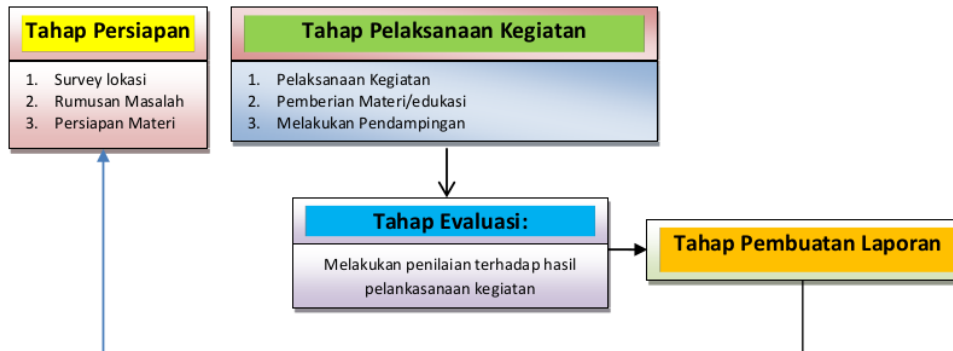 Tahap Persiapan
1. Survey lokasi
2. Rumusan Masalah
3. Persiapan Materi
Tahap Pelaksanaan Kegiatan
1. Pelaksanaan Kegiatan
2. Pemberian Materi/edukasi
3. Melakukan Pendampingan
Tahap Evaluasi:
Melakukan penilaian terhadap hasil
pelankasanaan kegiatan
Tahap Pembuatan Laporan